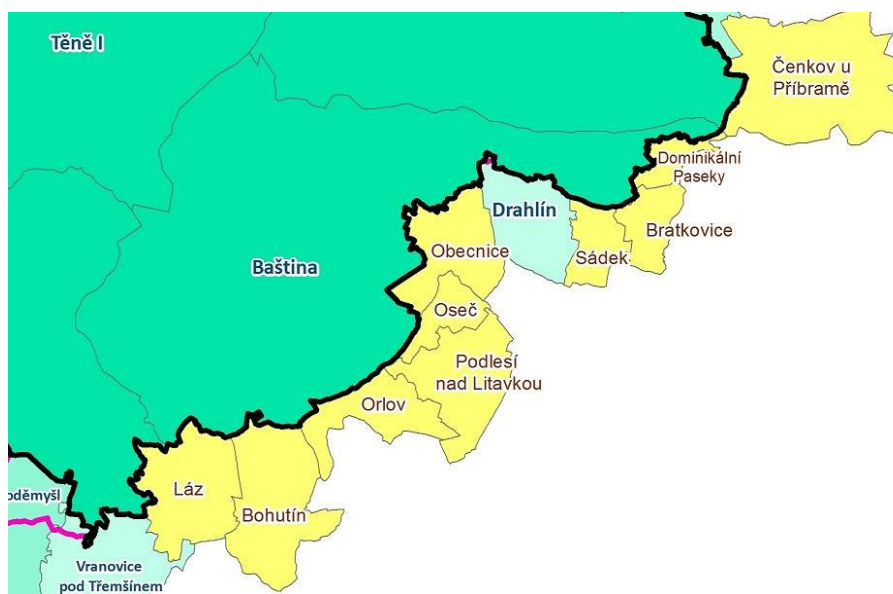 Těně I
Čenkov u
Příbramě
Dominikální
Paseky
Drahlín
Bratkovice
Obecnice
Sádek
Baština
Oseč
Podlesí
nad Litavkou
Orlov
Láz
oděmyšl
Bohutín
Vranovice
pod Třemšínem